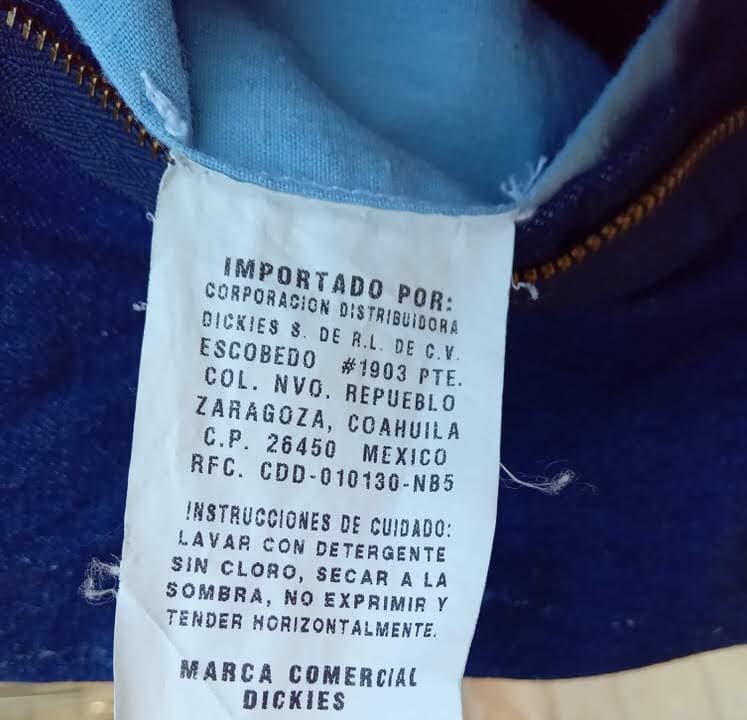 IMPORTADO POR:
CORPORACION DISTRIBUIDORA
DICKIES S. DE R.L. DE C.V.
ESCOBEDO #1903 PTE.
COL. NVO. REPUEBLO
ZARAGOZA, COAHUILA
C.P. 26450 MEXICO
RFC. CDD-010130-NB5
INSTRUCCIONES DE CUIDADO:
LAVAR CON DETERGENTE
SIN CLORO, SECAR A LA
SOMBRA, NO EXPRIMIR Y
TENDER HORIZONTALMENTE.
MARCA COMERCIAL
DICKIES